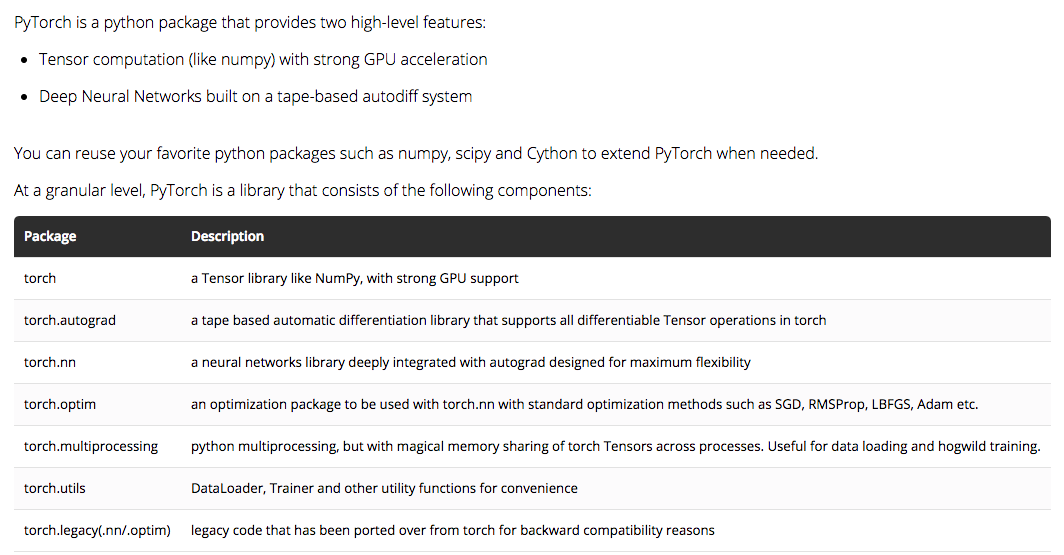 PyTorch is a python package that provides two high-level features:
• Tensor computation (like numpy) with strong GPU acceleration
• Deep Neural Networks built on a tape-based autodiff system
You can reuse your favorite python packages such as numpy, scipy and Cython to extend PyTorch when needed.
At a granular level, PyTorch is a library that consists of the following components:
Package Description
torch a Tensor library like NumPy, with strong GPU support
torch.autograd a tape based automatic differentiation library that supports all differentiable Tensor operations in torch
torch.nn a neural networks library deeply integrated with autograd designed for maximum flexibility
torch.optim an optimization package to be used with torch.nn with standard optimization methods such as SGD, RMSProp, LBFGS, Adam etc.
torch.multiprocessing python multiprocessing, but with magical memory sharing of torch Tensors across processes. Useful for data loading and hogwild training.
torch.utils DataLoader, Trainer and other utility functions for convenience
torch.legacy(.nn/.optim) legacy code that has been ported over from torch for backward compatibility reasons